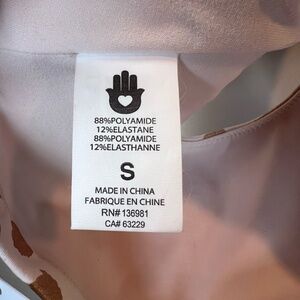 88%POLYAMIDE
12%ELASTANE
88%POLYAMIDE
12%ELASTHANNE
S
MADE IN CHINA
FABRIQUE EN CHINE
RN# 136981
CA# 63229